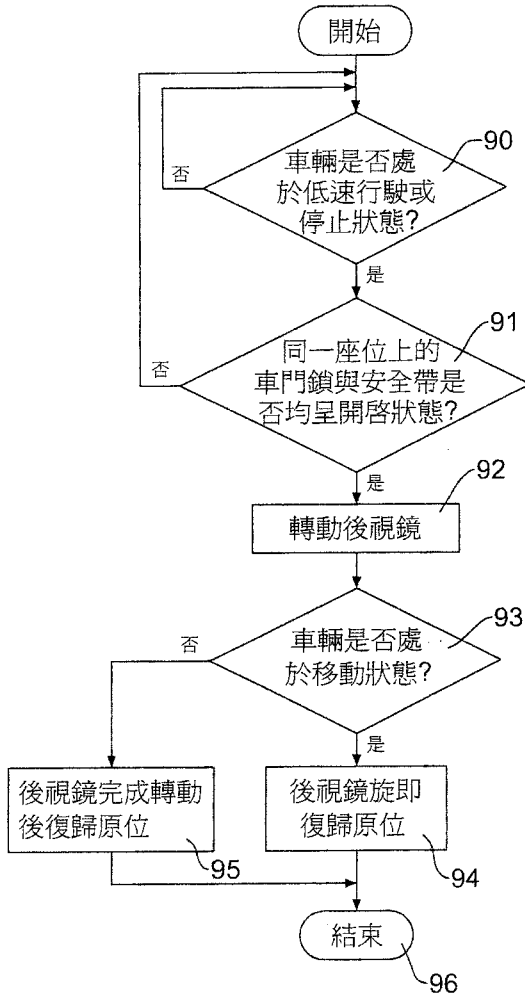 開始
車輛是否處
於低速行駛或
停止狀態?
90
否
是
同一座位上的
車門鎖與安全帶是
否均呈開啓狀態?
91
否
是
轉動後視鏡
92
車輛是否處
於移動狀態?
93
否
是
後視鏡完成轉動
後復歸原位
95
後視鏡旋即
復歸原位
94
結束
96